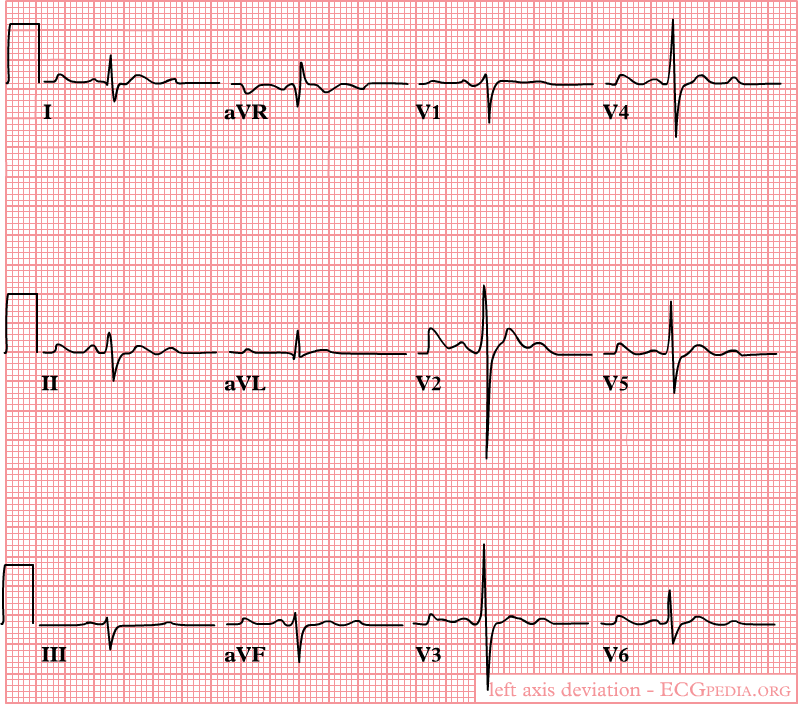 I aVR V1 V4
II aVL V2 V5
III aVF V3 V6
left axis deviation - ECGPEDIA.ORG